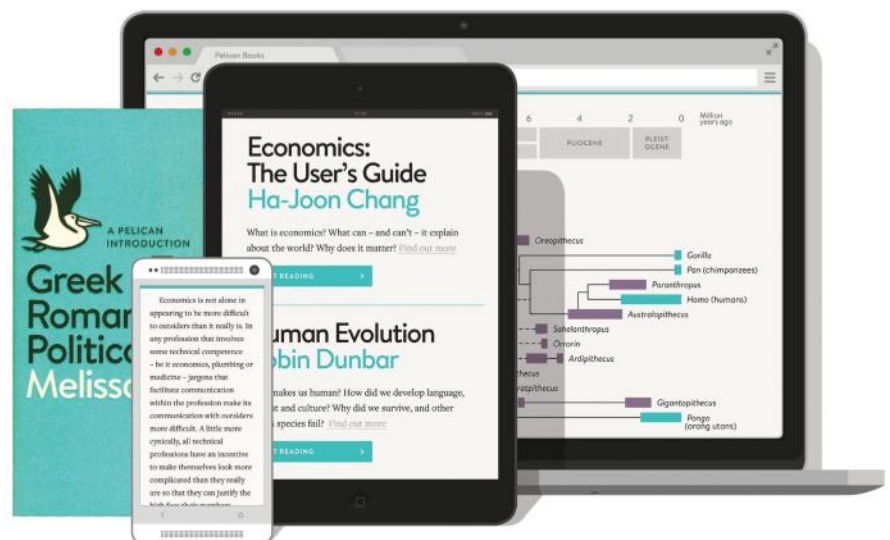 Pelican Books
A PELICAN
INTRODUCTION
Greek
Roman
Politic
Meliss
Economics is not alone in
appearing to be more difficult
to outsiders than it really is. In
any profession that involves
some technical competence
– be it economics, plumbing or
medicine – jargons that
facilitate communication
within the profession make its
communication with outsiders
more difficult. A little more
cynically, all technical
professions have an incentive
to make themselves look more
complicated than they really
are so that they can justify the
high fees their members
Economics:
The User's Guide
Ha-Joon Chang
What is economics? What can – and can't – it explain
about the world? Why does it matter? Find out more
READING
uman Evolution
bin Dunbar
makes us human? How did we develop language,
and culture? Why did we survive, and other
species fail? Find out more
READING
6 4 2 0 Million
years ago
PLIOCENE
PLEIST-
OCENE
Oreopithecus
Gorilla
Pan (chimpanzees)
Paranthropus
Homo (humans)
Australopithecus
Sahelanthropus
Orrorin
Ardipithecus
Gigantopithecus
Pongo
(orang utans)